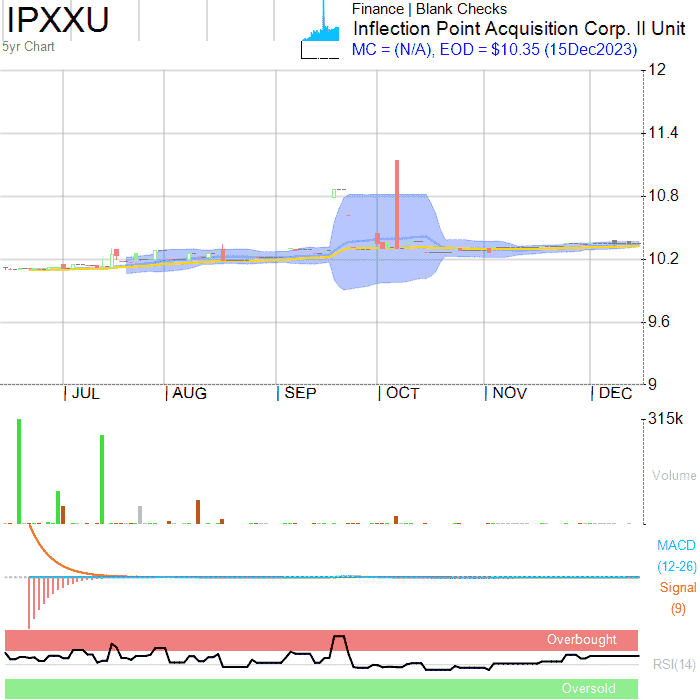 IPXXU
5yr Chart
Finance | Blank Checks
Inflection Point Acquisition Corp. II Unit
MC = (N/A), EOD = $10.35 (15Dec2023)
12
11.4
10.8
10.2
9.6
9
JUL AUG SEP OCT NOV DEC
315k
Volume
MACD
(12-26)
Signal
(9)
Overbought
RSI(14)
Oversold